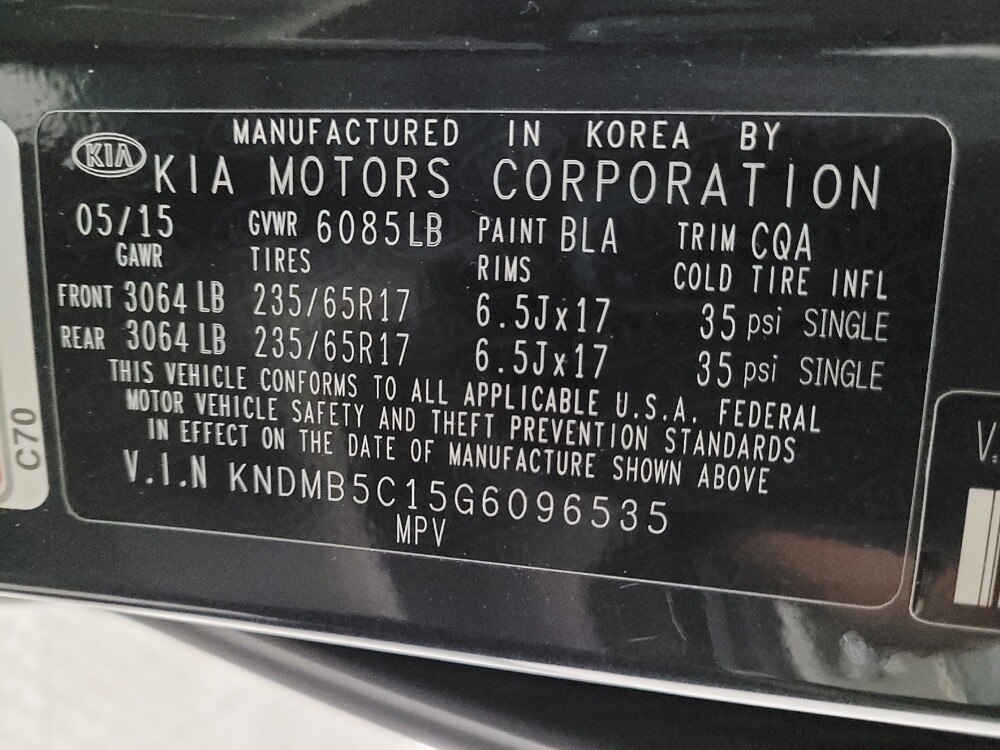 MANUFACTURED IN KOREA BY
KIA KIA MOTORS CORPORATION
05/15 GVWR 6085LB PAINT BLA TRIM CQA
GAWR TIRES RIMS COLD TIRE INFL
FRONT 3064 LB 235/65R17 6.5Jx17 35 psi SINGLE
REAR 3064 LB 235/65R17 6.5Jx17 35 psi SINGLE
THIS VEHICLE CONFORMS TO ALL APPLICABLE U.S.A. FEDERAL
MOTOR VEHICLE SAFETY AND THEFT PREVENTION STANDARDS
IN EFFECT ON THE DATE OF MANUFACTURE SHOWN ABOVE
V.I.N KNDMB5C15G6096535
MPV
C70
V.